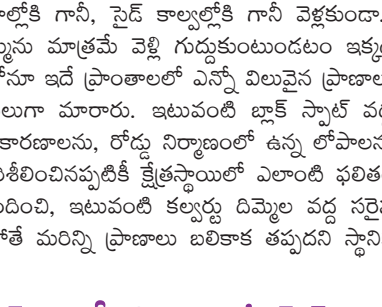 ల్లోకి గానీ, సైడ్ కాల్వల్లోకి గానీ వెళ్లకుండా.
మ్మను మాత్రమే వెళ్లి గుద్దుకుంటుండటం ఇక్కడ
నూ ఇదే ప్రాంతాలలో ఎన్నో విలువైన ప్రాణాల
లుగా మారారు. ఇటువంటి బ్లాక్ స్పాట్ వద
కారణాలను, రోడ్డు నిర్మాణంలో ఉన్న లోపాలన
శీలించినప్పటికీ క్షేత్రస్థాయిలో ఎలాంటి ఫలిత
ందించి, ఇటువంటి కల్వర్టు దిమ్మెల వద్ద సరైన
తే మరిన్ని ప్రాణాలు బలికాక తప్పదని స్థాని